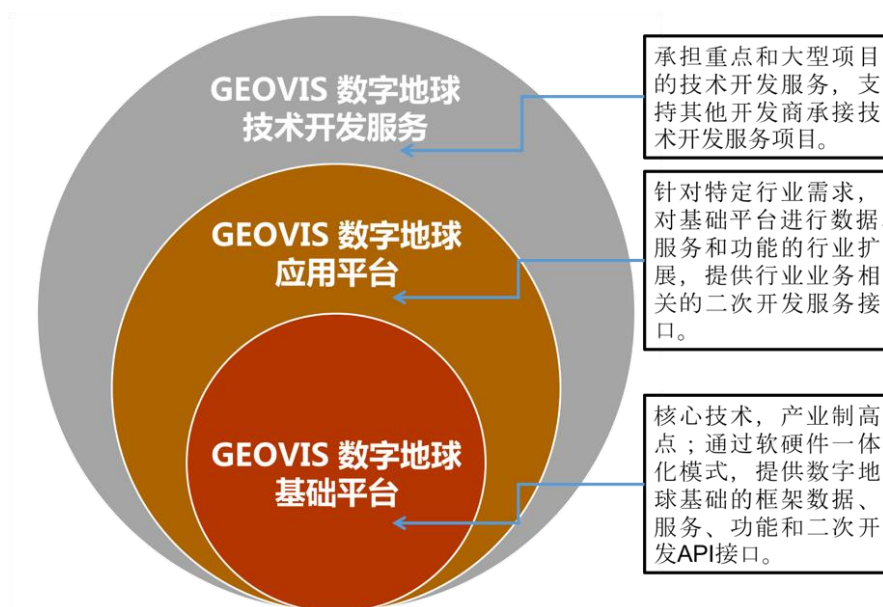 GEOVIS 数字地球
技术开发服务
承担重点和大型项目
的技术开发服务，支
持其他开发商承接技
术开发服务项目。
GEOVIS 数字地球
应用平台
针对特定行业需求，
对基础平台进行数据
服务和功能的行业扩
展，提供行业业务相
关的二次开发服务接
口。
GEOVIS 数字地球
基础平台
核心技术，产业制高
点；通过软硬件一体
化模式，提供数字地
球基础的框架数据、
服务、功能和二次开
发API接口。